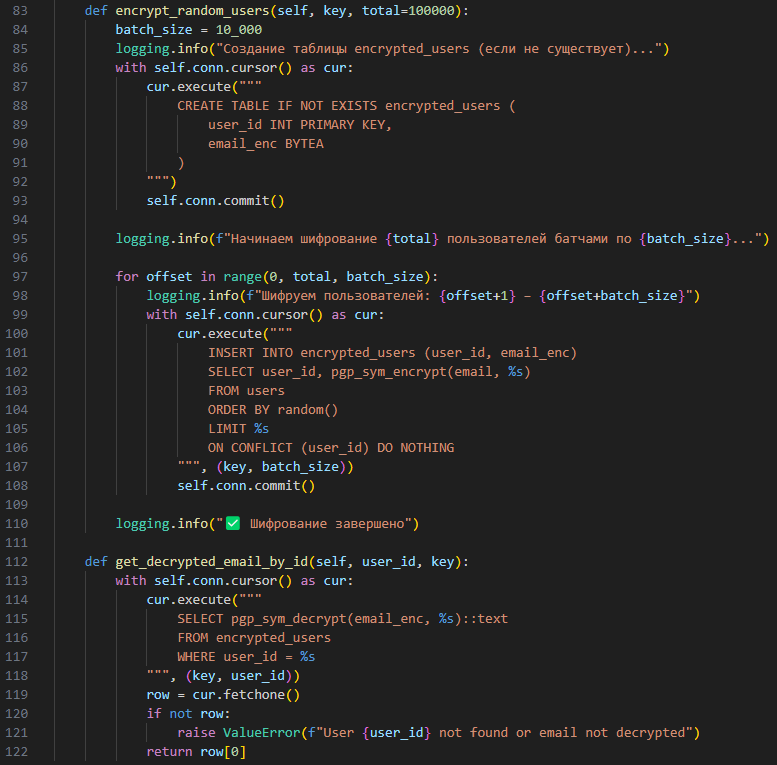 83 def encrypt_random_users(self, key, total=100000):
84 batch_size = 10_000
85 logging.info("Создание таблицы encrypted_users (если не существует)...")
86 with self.conn.cursor() as cur:
87 cur.execute("""
88 CREATE TABLE IF NOT EXISTS encrypted_users (
89 user_id INT PRIMARY KEY,
90 email_enc BYTEA
91 )
92 """)
93 self.conn.commit()
94
95 logging.info(f"Начинаем шифрование {total} пользователей батчами по {batch_size}...")
96
97 for offset in range(0, total, batch_size):
98 logging.info(f"Шифруем пользователей: {offset+1} – {offset+batch_size}")
99 with self.conn.cursor() as cur:
100 cur.execute("""
101 INSERT INTO encrypted_users (user_id, email_enc)
102 SELECT user_id, pgp_sym_encrypt(email, %s)
103 FROM users
104 ORDER BY random()
105 LIMIT %s
106 ON CONFLICT (user_id) DO NOTHING
107 """, (key, batch_size))
108 self.conn.commit()
109
110 logging.info("✅ Шифрование завершено")
111
112 def get_decrypted_email_by_id(self, user_id, key):
113 with self.conn.cursor() as cur:
114 cur.execute("""
115 SELECT pgp_sym_decrypt(email_enc, %s)::text
116 FROM encrypted_users
117 WHERE user_id = %s
118 """, (key, user_id))
119 row = cur.fetchone()
120 if not row:
121 raise ValueError(f"User {user_id} not found or email not decrypted")
122 return row[0]